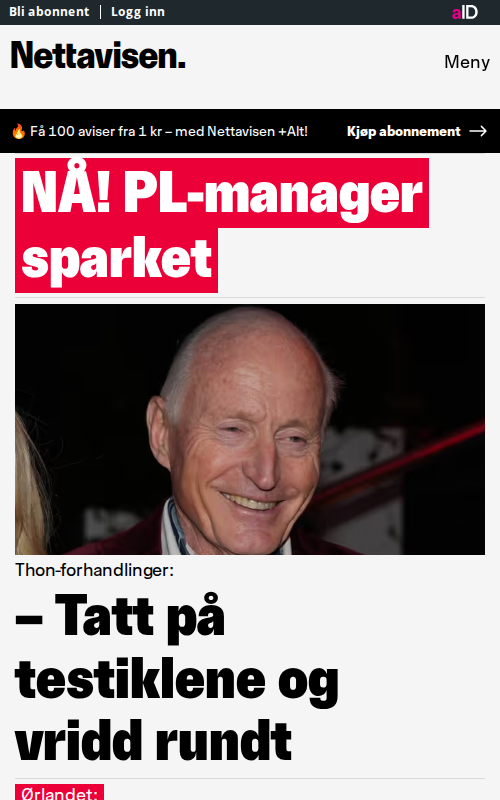 Bli abonnent | Logg inn
aID
Nettavisen.
Meny
🔥 Få 100 aviser fra 1 kr – med Nettavisen +Alt!
Kjøp abonnement →
NÅ! PL-manager
sparket
Thon-forhandlinger:
– Tatt på
testiklene og
vridd rundt
Ørlandet: